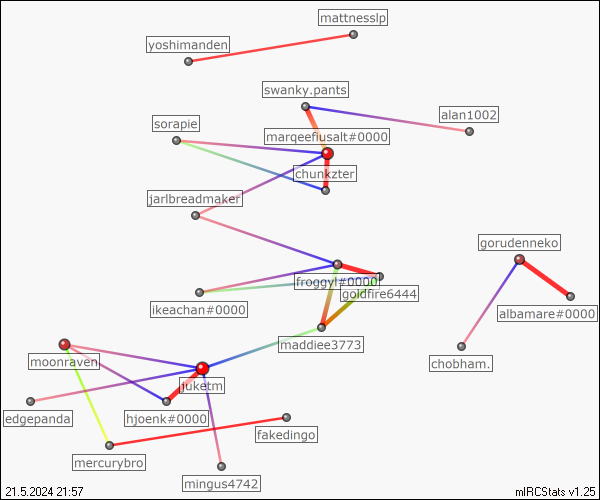 mattnesslp
yoshimanden
swanky.pants
alan1002
sorapie
marqeefiusalt#0000
chunkzter
jarlbreadmaker
gorudenneko
froggyl#0000
goldfire6444
ikeachan#0000
albamare#0000
maddiee3773
moonraven
chobham.
juketm
edgepanda
hjoenk#0000
fakedingo
mercurybro
mingus4742
21.5.2024 21:57
mIRCStats v1.25